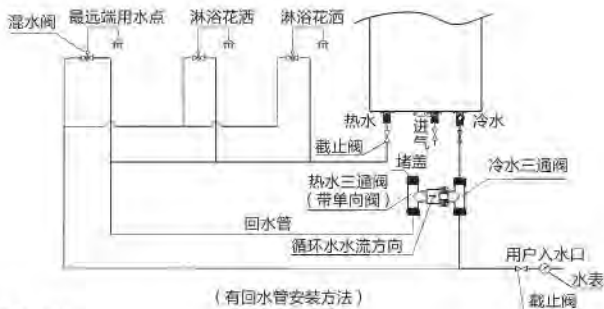 混水阀
最远端用水点
淋浴花洒
淋浴花洒
热水
进气
冷水
截止阀
堵盖
热水三通阀
（带单向阀）
冷水三通阀
回水管
循环水水流方向
用户入水口
水表
截止阀
（有回水管安装方法）